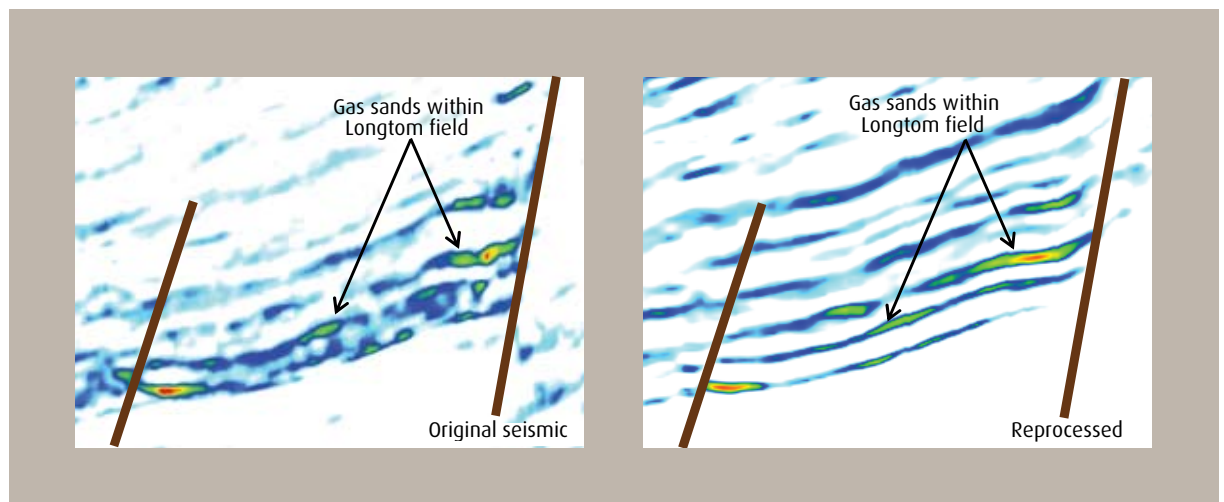 Gas sands within
Longtom field
Original seismic
Gas sands within
Longtom field
Reprocessed